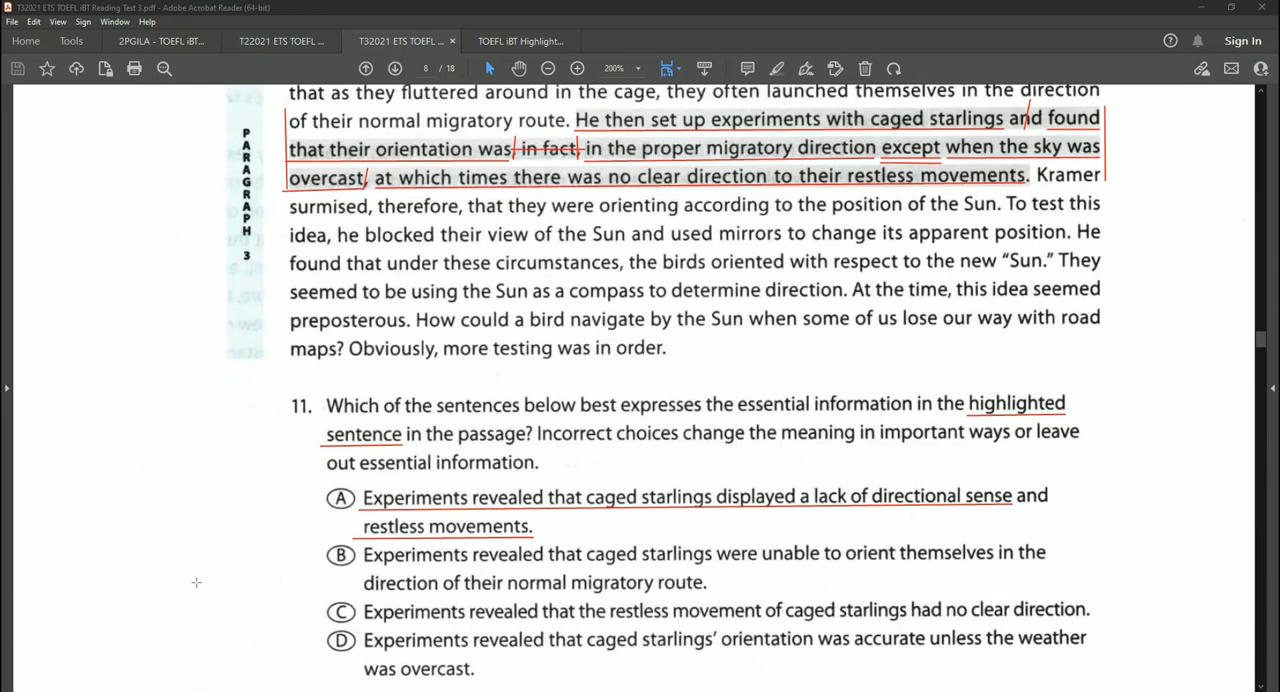 T32021 ETS TOEFL iBT Reading Test 3.pdf - Adobe Acrobat Reader (64-bit)
File Edit View Sign Window Help
Home Tools 2PGILA - TOEFL iBT... T22021 ETS TOEFL ... T32021 ETS TOEFL ... × TOEFL iBT Highlight... Sign In
8 / 18 200%
that as they fluttered around in the cage, they often launched themselves in the direction
of their normal migratory route. He then set up experiments with caged starlings and found
that their orientation was, in fact, in the proper migratory direction except when the sky was
overcast, at which times there was no clear direction to their restless movements. Kramer
surmised, therefore, that they were orienting according to the position of the Sun. To test this
idea, he blocked their view of the Sun and used mirrors to change its apparent position. He
found that under these circumstances, the birds oriented with respect to the new “Sun.” They
seemed to be using the Sun as a compass to determine direction. At the time, this idea seemed
preposterous. How could a bird navigate by the Sun when some of us lose our way with road
maps? Obviously, more testing was in order.
PARAGRAPH 3
11. Which of the sentences below best expresses the essential information in the highlighted
sentence in the passage? Incorrect choices change the meaning in important ways or leave
out essential information.
A Experiments revealed that caged starlings displayed a lack of directional sense and
restless movements.
B Experiments revealed that caged starlings were unable to orient themselves in the
direction of their normal migratory route.
C Experiments revealed that the restless movement of caged starlings had no clear direction.
D Experiments revealed that caged starlings’ orientation was accurate unless the weather
was overcast.